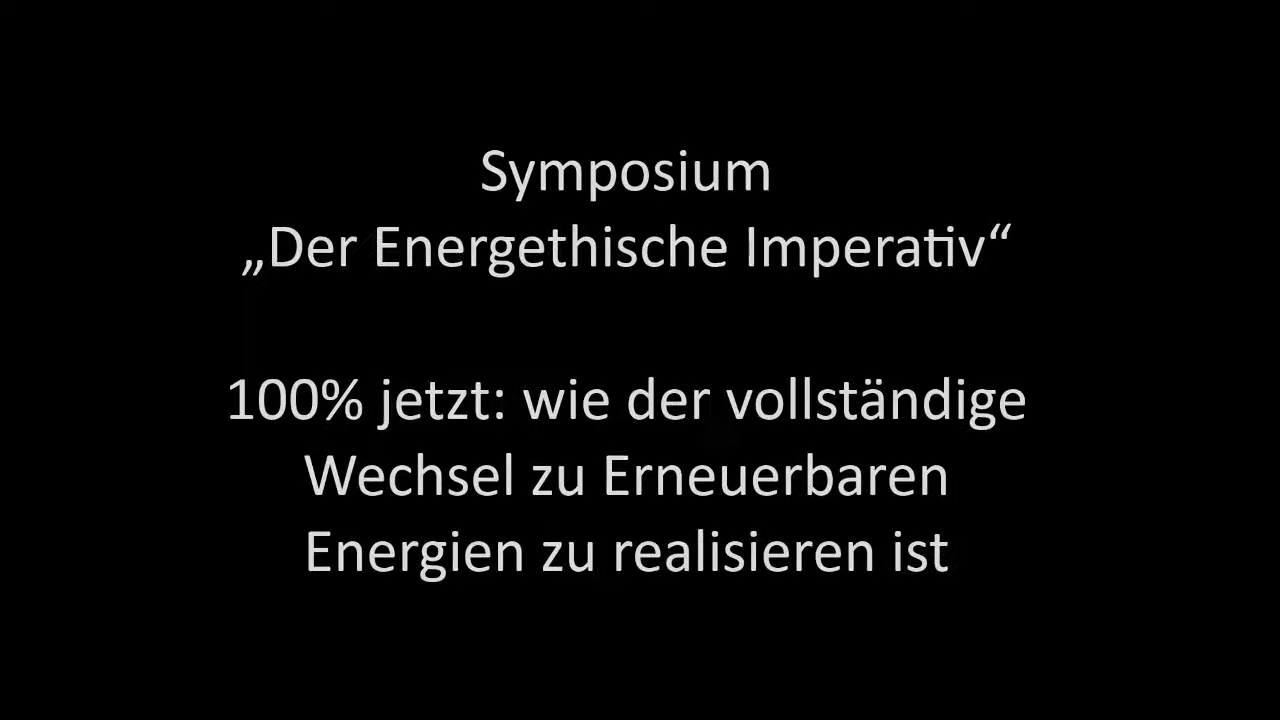 Symposium
„Der Energethische Imperativ“
100% jetzt: wie der vollständige
Wechsel zu Erneuerbaren
Energien zu realisieren ist